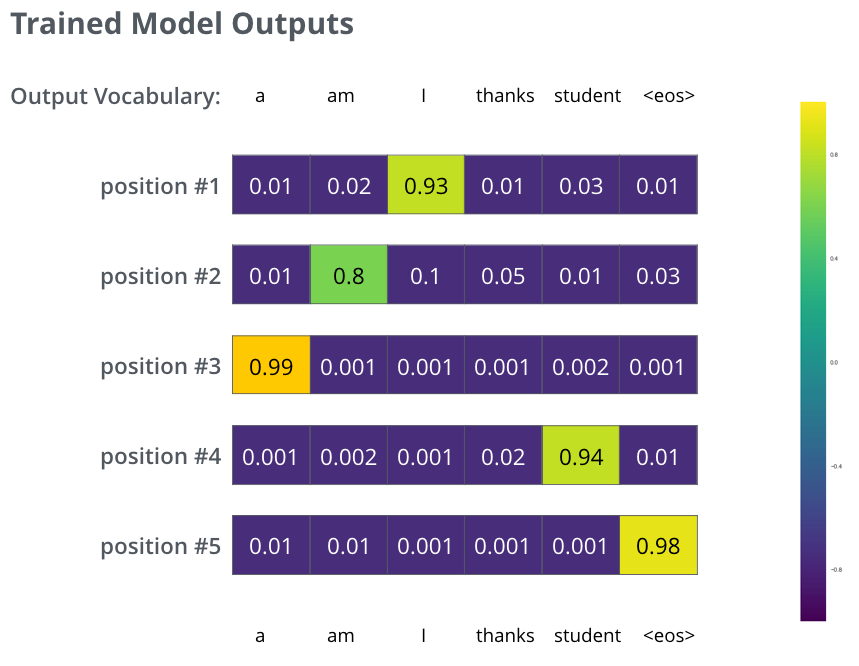 Trained Model Outputs
Output Vocabulary: a am I thanks student <eos>
position #1 0.01 0.02 0.93 0.01 0.03 0.01
0.8
position #2 0.01 0.8 0.1 0.05 0.01 0.03
0.4
position #3 0.99 0.001 0.001 0.001 0.002 0.001
0.0
position #4 0.001 0.002 0.001 0.02 0.94 0.01
−0.4
position #5 0.01 0.01 0.001 0.001 0.001 0.98
−0.8
a am I thanks student <eos>